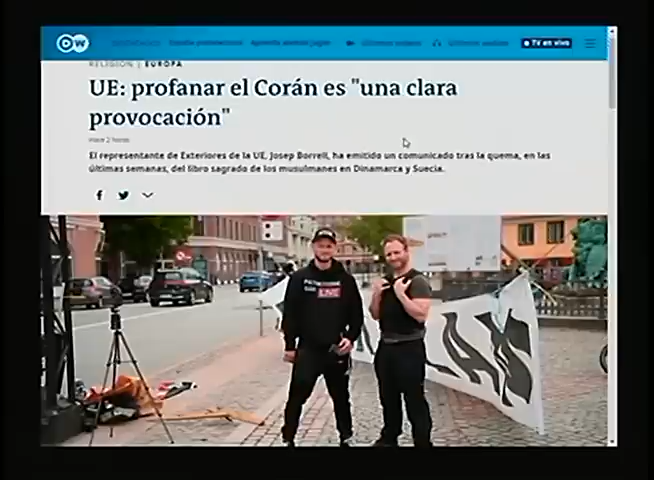 DW
TV en vivo
RELIGIÓN | EUROPA
UE: profanar el Corán es "una clara
provocación"
Hace 2 horas
El representante de Exteriores de la UE, Josep Borrell, ha emitido un comunicado tras la quema, en las
últimas semanas, del libro sagrado de los musulmanes en Dinamarca y Suecia.
LIVE